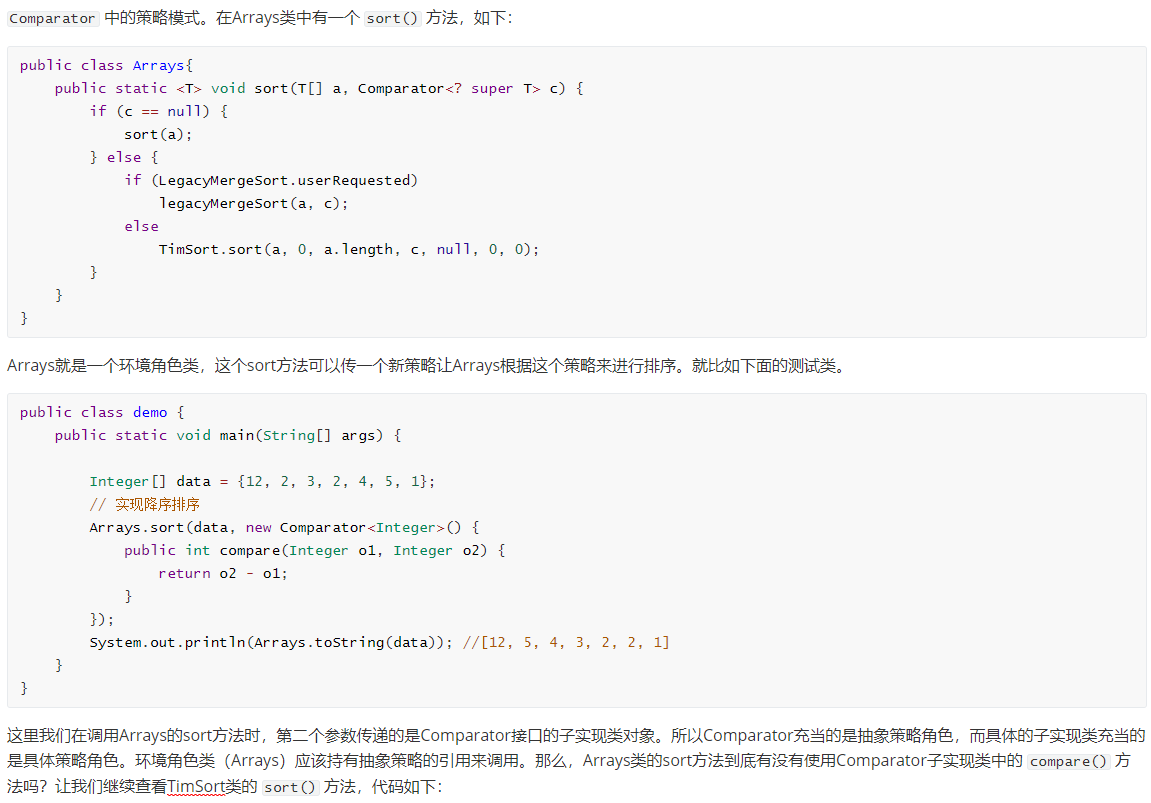 Comparator 中的策略模式。在Arrays类中有一个 sort() 方法，如下：
public class Arrays{
    public static <T> void sort(T[] a, Comparator<? super T> c) {
        if (c == null) {
            sort(a);
        } else {
            if (LegacyMergeSort.userRequested)
                legacyMergeSort(a, c);
            else
                TimSort.sort(a, 0, a.length, c, null, 0, 0);
        }
    }
}
Arrays就是一个环境角色类，这个sort方法可以传一个新策略让Arrays根据这个策略来进行排序。就比如下面的测试类。
public class demo {
    public static void main(String[] args) {
        Integer[] data = {12, 2, 3, 2, 4, 5, 1};
        // 实现降序排序
        Arrays.sort(data, new Comparator<Integer>() {
            public int compare(Integer o1, Integer o2) {
                return o2 - o1;
            }
        });
        System.out.println(Arrays.toString(data)); //[12, 5, 4, 3, 2, 2, 1]
    }
}
这里我们在调用Arrays的sort方法时，第二个参数传递的是Comparator接口的子实现类对象。所以Comparator充当的是抽象策略角色，而具体的子实现类充当的
是具体策略角色。环境角色类（Arrays）应该持有抽象策略的引用来调用。那么，Arrays类的sort方法到底有没有使用Comparator子实现类中的 compare() 方
法吗？让我们继续查看TimSort类的 sort() 方法，代码如下：